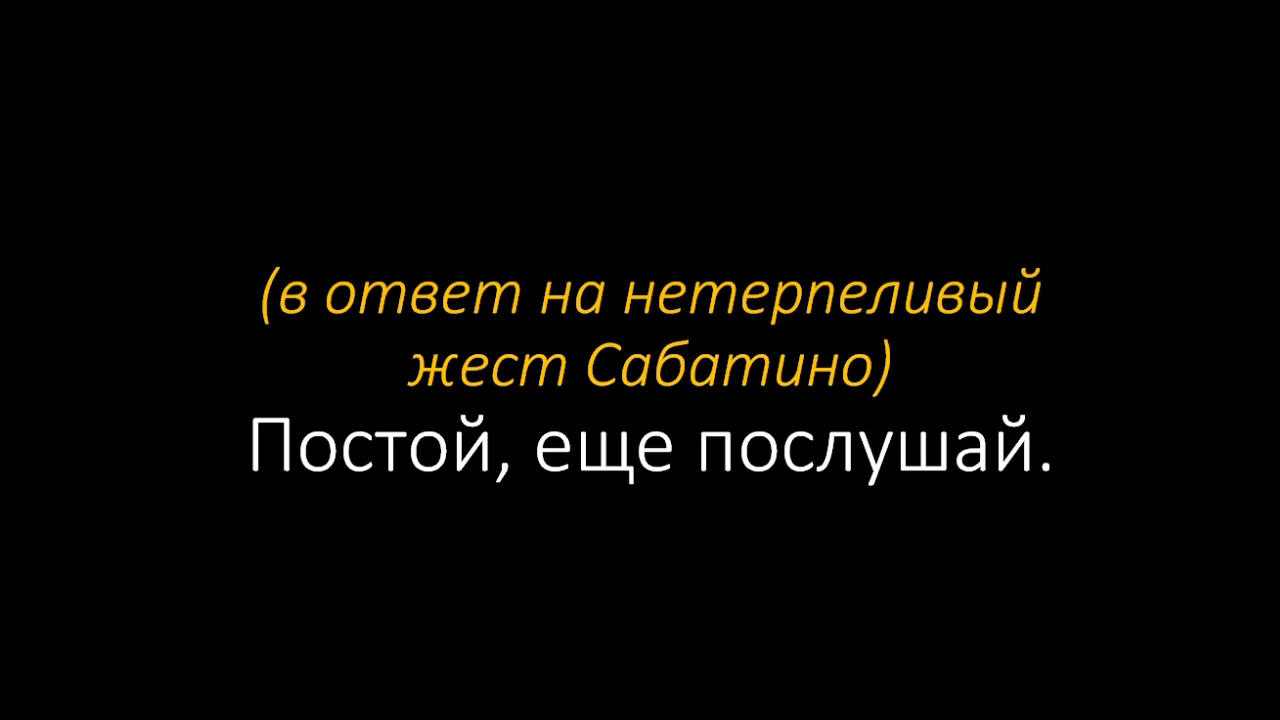 (в ответ на нетерпеливый
жест Сабатино)
Постой, еще послушай.